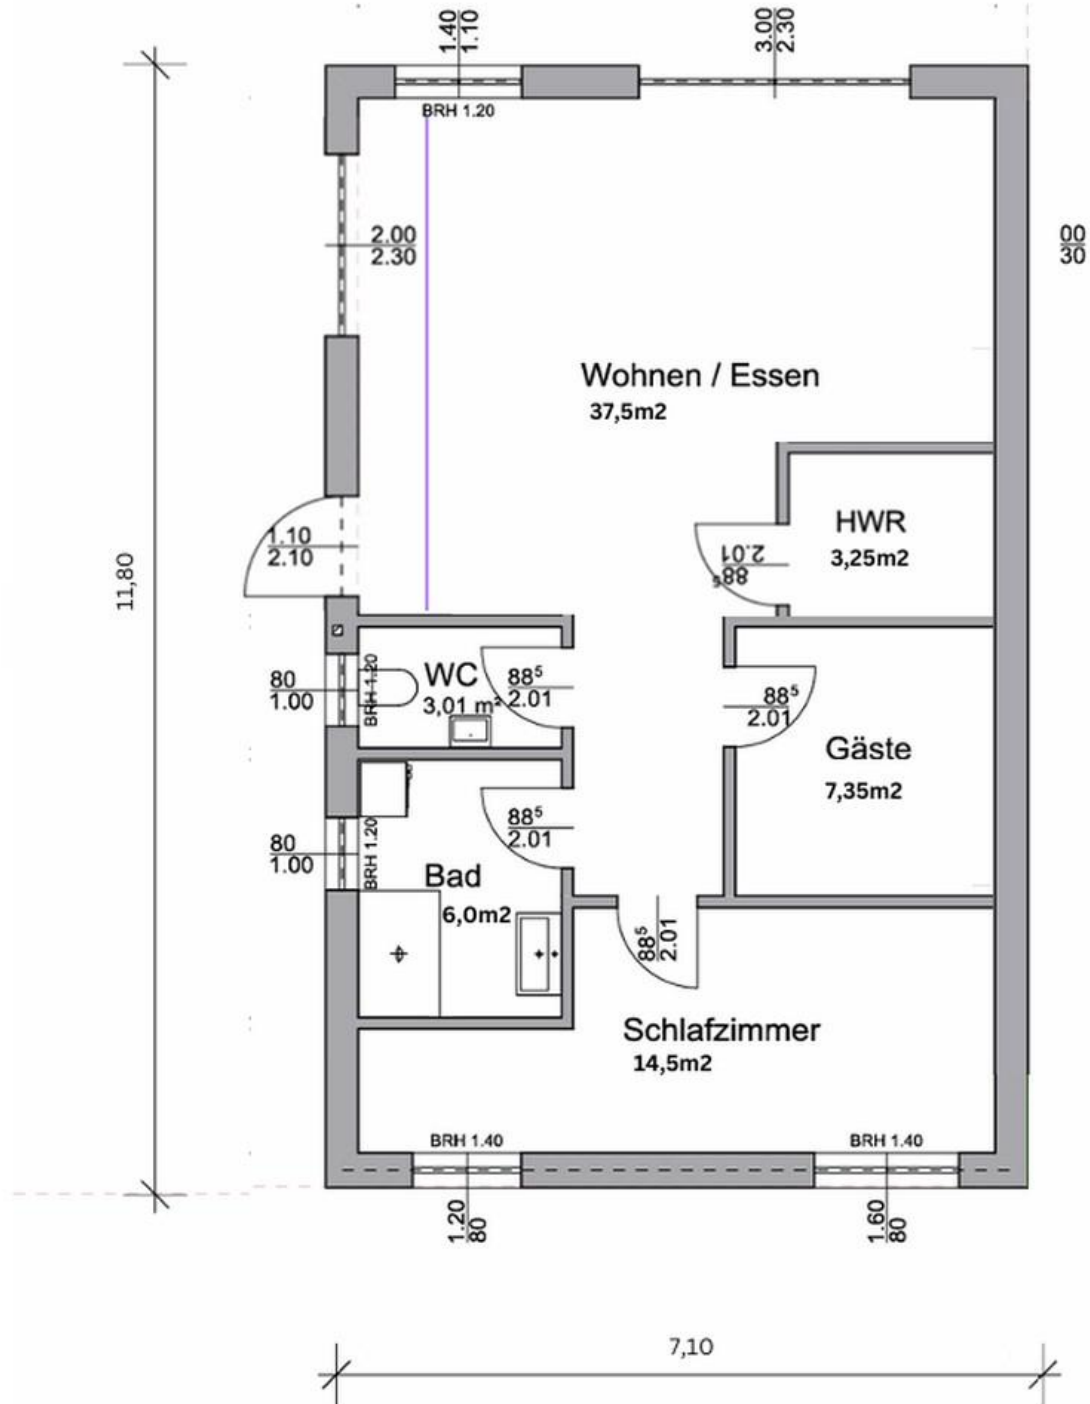 1.40
1.10
3.00
2.30
BRH 1.20
2.00
2.30
00
30
Wohnen / Essen
37,5m2
HWR
3,25m2
88⁵
2.01
1.10
2.10
11,80
WC
3,01 m²
88⁵
2.01
80
1.00
BRH 1.20
88⁵
2.01
Gäste
7,35m2
88⁵
2.01
80
1.00
BRH 1.20
Bad
6,0m2
88⁵
2.01
Schlafzimmer
14,5m2
BRH 1.40
BRH 1.40
1.20
80
1.60
80
7,10